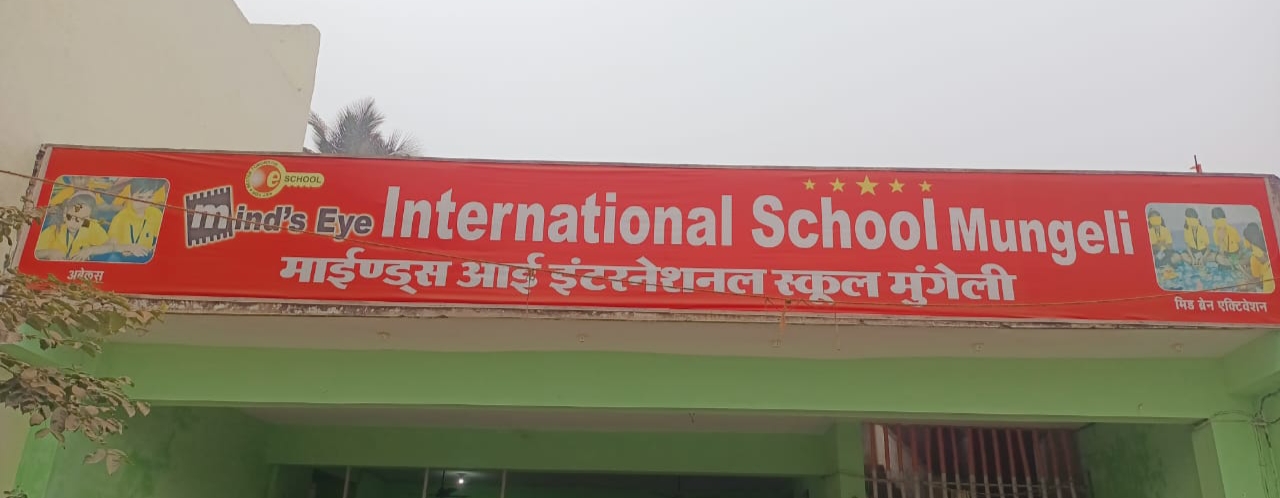 e SCHOOL
mind's Eye International School Mungeli
माईण्ड्स आई इंटरनेशनल स्कूल मुंगेली
अबेकस
मिड ब्रेन एक्टिवेशन